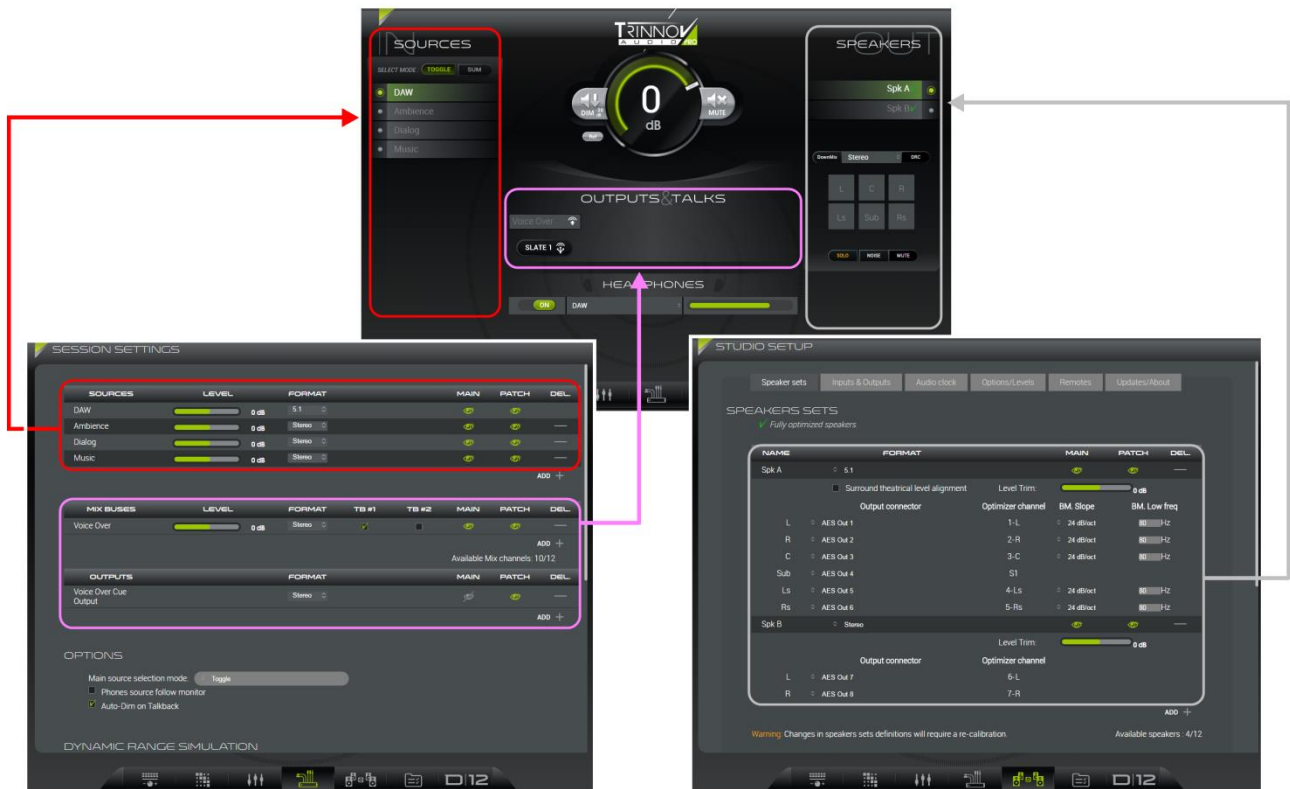 TRINNOV
AUDIO PRO
IN
SOURCES
SELECT MODE: TOGGLE SUM
DAW
Ambience
Dialog
Music
0
dB
DIM
MUTE
Ref
OUTPUTS & TALKS
Voice Over
SLATE 1
HEADPHONES
ON DAW
OUT
SPEAKERS
Spk A
Spk B
DownMix Stereo DRC
L C R
Ls Sub Rs
SOLO NOISE MUTE
SESSION SETTINGS
SOURCES LEVEL FORMAT MAIN PATCH DEL.
DAW 0 dB 5.1
Ambience 0 dB Stereo
Dialog 0 dB Stereo
Music 0 dB Stereo
ADD +
MIX BUSES LEVEL FORMAT TB #1 TB #2 MAIN PATCH DEL.
Voice Over 0 dB Stereo
ADD +
Available Mix channels: 10/12
OUTPUTS FORMAT MAIN PATCH DEL.
Voice Over Cue Stereo
Output
ADD +
OPTIONS
Main source selection mode: Toggle
Phones source follow monitor
Auto-Dim on Talkback
DYNAMIC RANGE SIMULATION
D|12
STUDIO SETUP
Speaker sets Inputs & Outputs Audio clock Options/Levels Remotes Updates/About
SPEAKERS SETS
Fully optimized speakers
NAME FORMAT MAIN PATCH DEL.
Spk A 5.1
Surround theatrical level alignment Level Trim: 0 dB
Output connector Optimizer channel BM. Slope BM. Low freq
L AES Out 1 1-L 24 dB/oct 80 Hz
R AES Out 2 2-R 24 dB/oct 80 Hz
C AES Out 3 3-C 24 dB/oct 80 Hz
Sub AES Out 4 S1
Ls AES Out 5 4-Ls 24 dB/oct 80 Hz
Rs AES Out 6 5-Rs 24 dB/oct 80 Hz
Spk B Stereo
Level Trim: 0 dB
Output connector Optimizer channel
L AES Out 7 6-L
R AES Out 8 7-R
ADD +
Warning: Changes in speakers sets definitions will require a re-calibration. Available speakers : 4/12
D|12